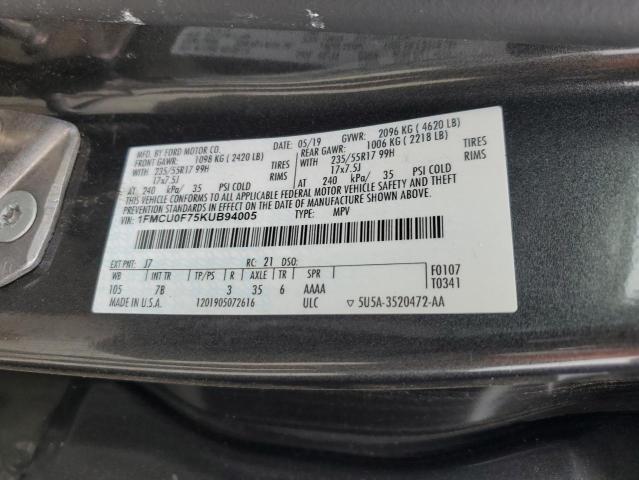 MFD. BY FORD MOTOR CO. DATE: 05/19 GVWR: 2096 KG ( 4620 LB)
FRONT GAWR: 1098 KG ( 2420 LB) REAR GAWR: 1006 KG ( 2218 LB)
WITH 235/55R17 99H TIRES WITH 235/55R17 99H TIRES
17x7.5J RIMS 17x7.5J RIMS
AT 240 kPa/ 35 PSI COLD AT 240 kPa/ 35 PSI COLD
THIS VEHICLE CONFORMS TO ALL APPLICABLE FEDERAL MOTOR VEHICLE SAFETY AND THEFT
PREVENTION STANDARDS IN EFFECT ON THE DATE OF MANUFACTURE SHOWN ABOVE.
VIN: 1FMCU0F75KUB94005 TYPE: MPV
EXT PNT: J7 RC: 21 DSO: F0107
WB INT TR TP/PS R AXLE TR SPR T0341
105 7B 3 35 6 AAAA
MADE IN U.S.A. 1201905072616 ULC ▽ 5U5A-3520472-AA